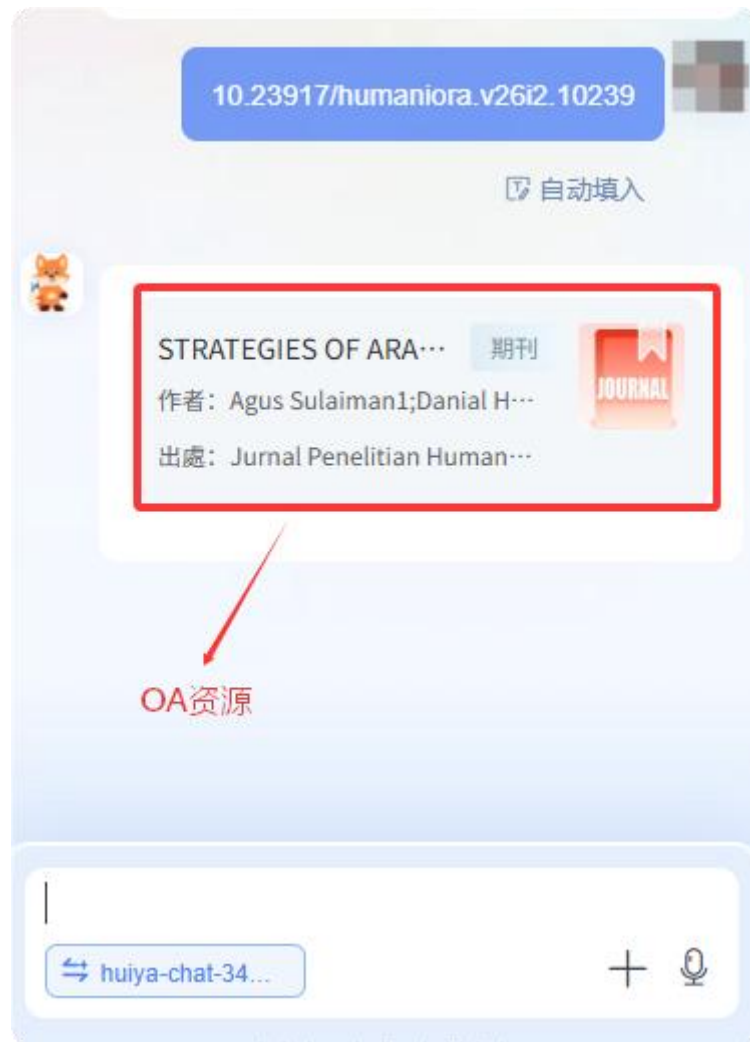 10.23917/humaniora.v26i2.10239
自动填入
STRATEGIES OF ARA… 期刊
JOURNAL
作者：Agus Sulaiman1;Danial H…
出處：Jurnal Penelitian Human…
OA资源
huiya-chat-34...